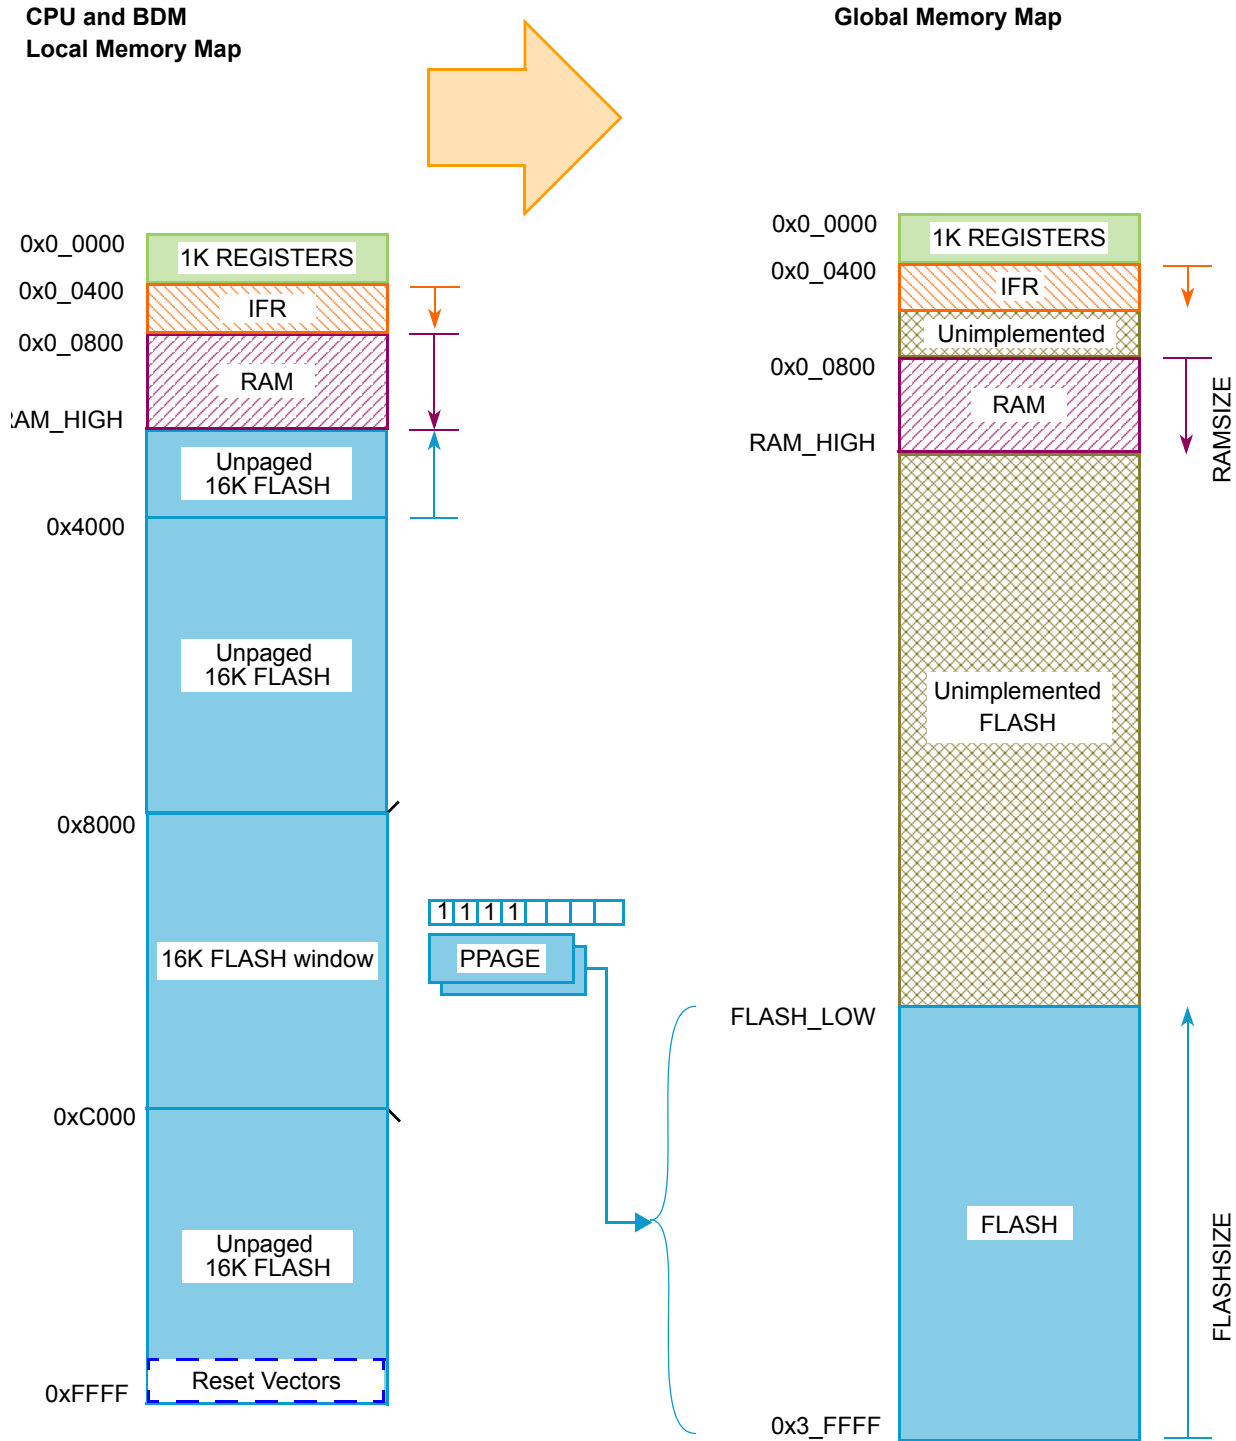 CPU and BDM
Local Memory Map
Global Memory Map
0x0_0000
1K REGISTERS
0x0_0400
IFR
0x0_0800
RAM
RAM_HIGH
Unpaged
16K FLASH
0x4000
Unpaged
16K FLASH
0x8000
16K FLASH window
0xC000
Unpaged
16K FLASH
Reset Vectors
0xFFFF
1 1 1 1
PPAGE
0x0_0000
1K REGISTERS
0x0_0400
IFR
Unimplemented
0x0_0800
RAM
RAM_HIGH
RAMSIZE
Unimplemented
FLASH
FLASH_LOW
FLASH
FLASHSIZE
0x3_FFFF